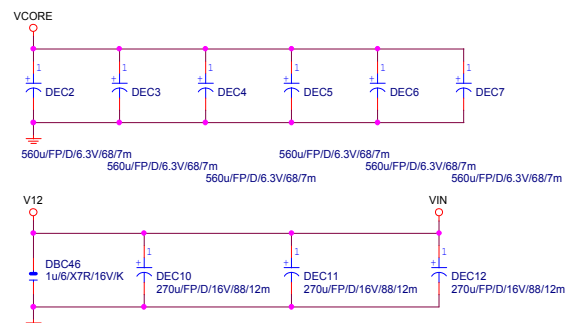 VCORE
1 1 1 1 1 1
+ + + + + +
DEC2 DEC3 DEC4 DEC5 DEC6 DEC7
560u/FP/D/6.3V/68/7m 560u/FP/D/6.3V/68/7m
560u/FP/D/6.3V/68/7m 560u/FP/D/6.3V/68/7m
560u/FP/D/6.3V/68/7m 560u/FP/D/6.3V/68/7m
V12 VIN
1 1 1
+ + +
DBC46
1u/6/X7R/16V/K
DEC10 DEC11 DEC12
270u/FP/D/16V/88/12m 270u/FP/D/16V/88/12m 270u/FP/D/16V/88/12m